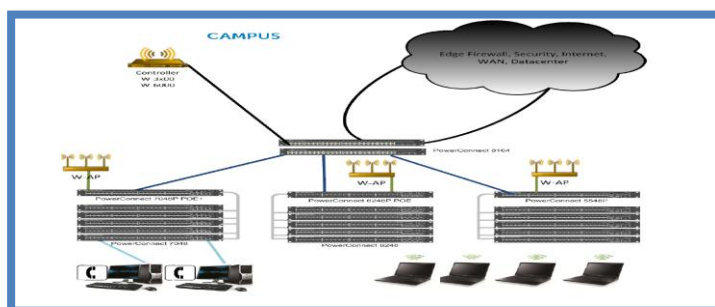 CAMPUS
Edge Firewall, Security, Internet,
WAN, Datacenter
Controller
W-3x00
W-6000
PowerConnect 8164
W-AP
W-AP
W-AP
PowerConnect 7048P POE+
PowerConnect 6248P POE
PowerConnect 5548P
PowerConnect 7048
PowerConnect 6248